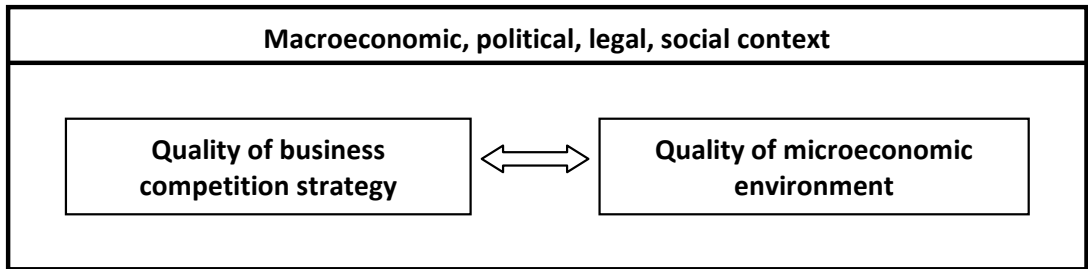 Macroeconomic, political, legal, social context
Quality of business
competition strategy
Quality of microeconomic
environment